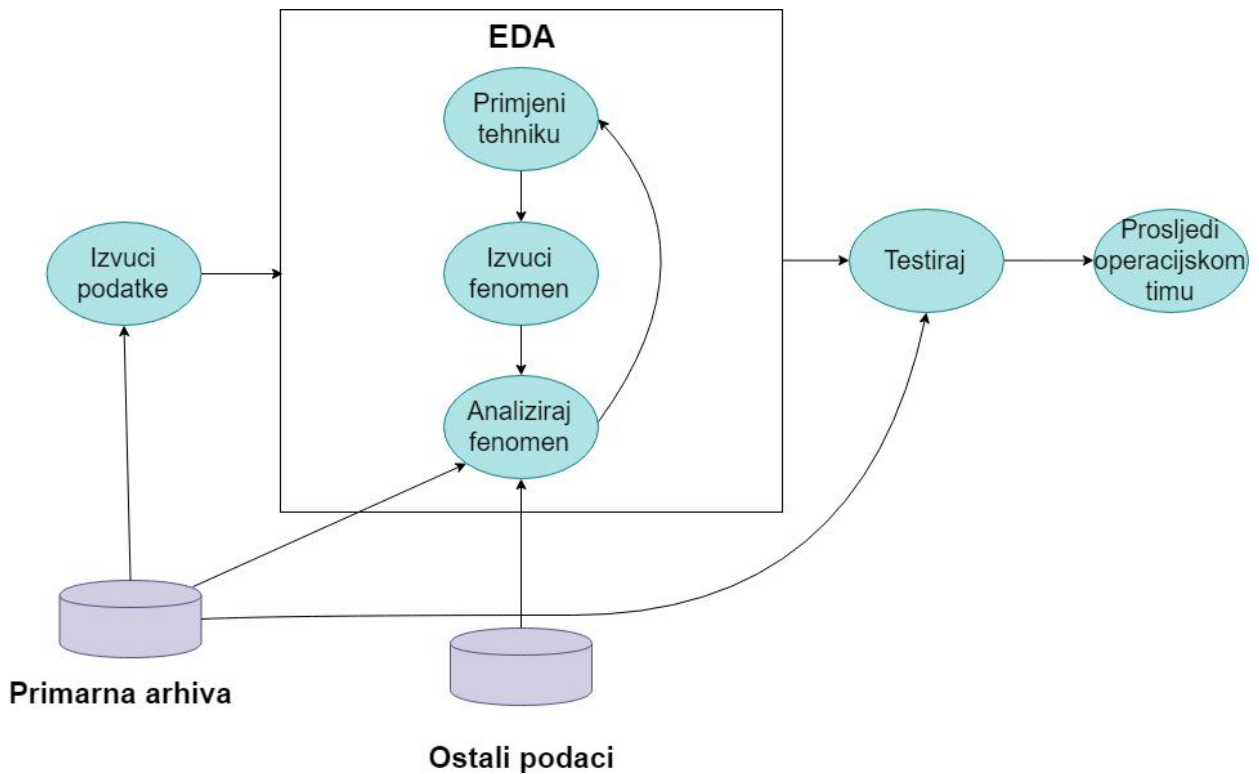 EDA
Primjeni
tehniku
Izvuci
podatke
Izvuci
fenomen
Analiziraj
fenomen
Testiraj
Prosljedi
operacijskom
timu
Primarna arhiva
Ostali podaci